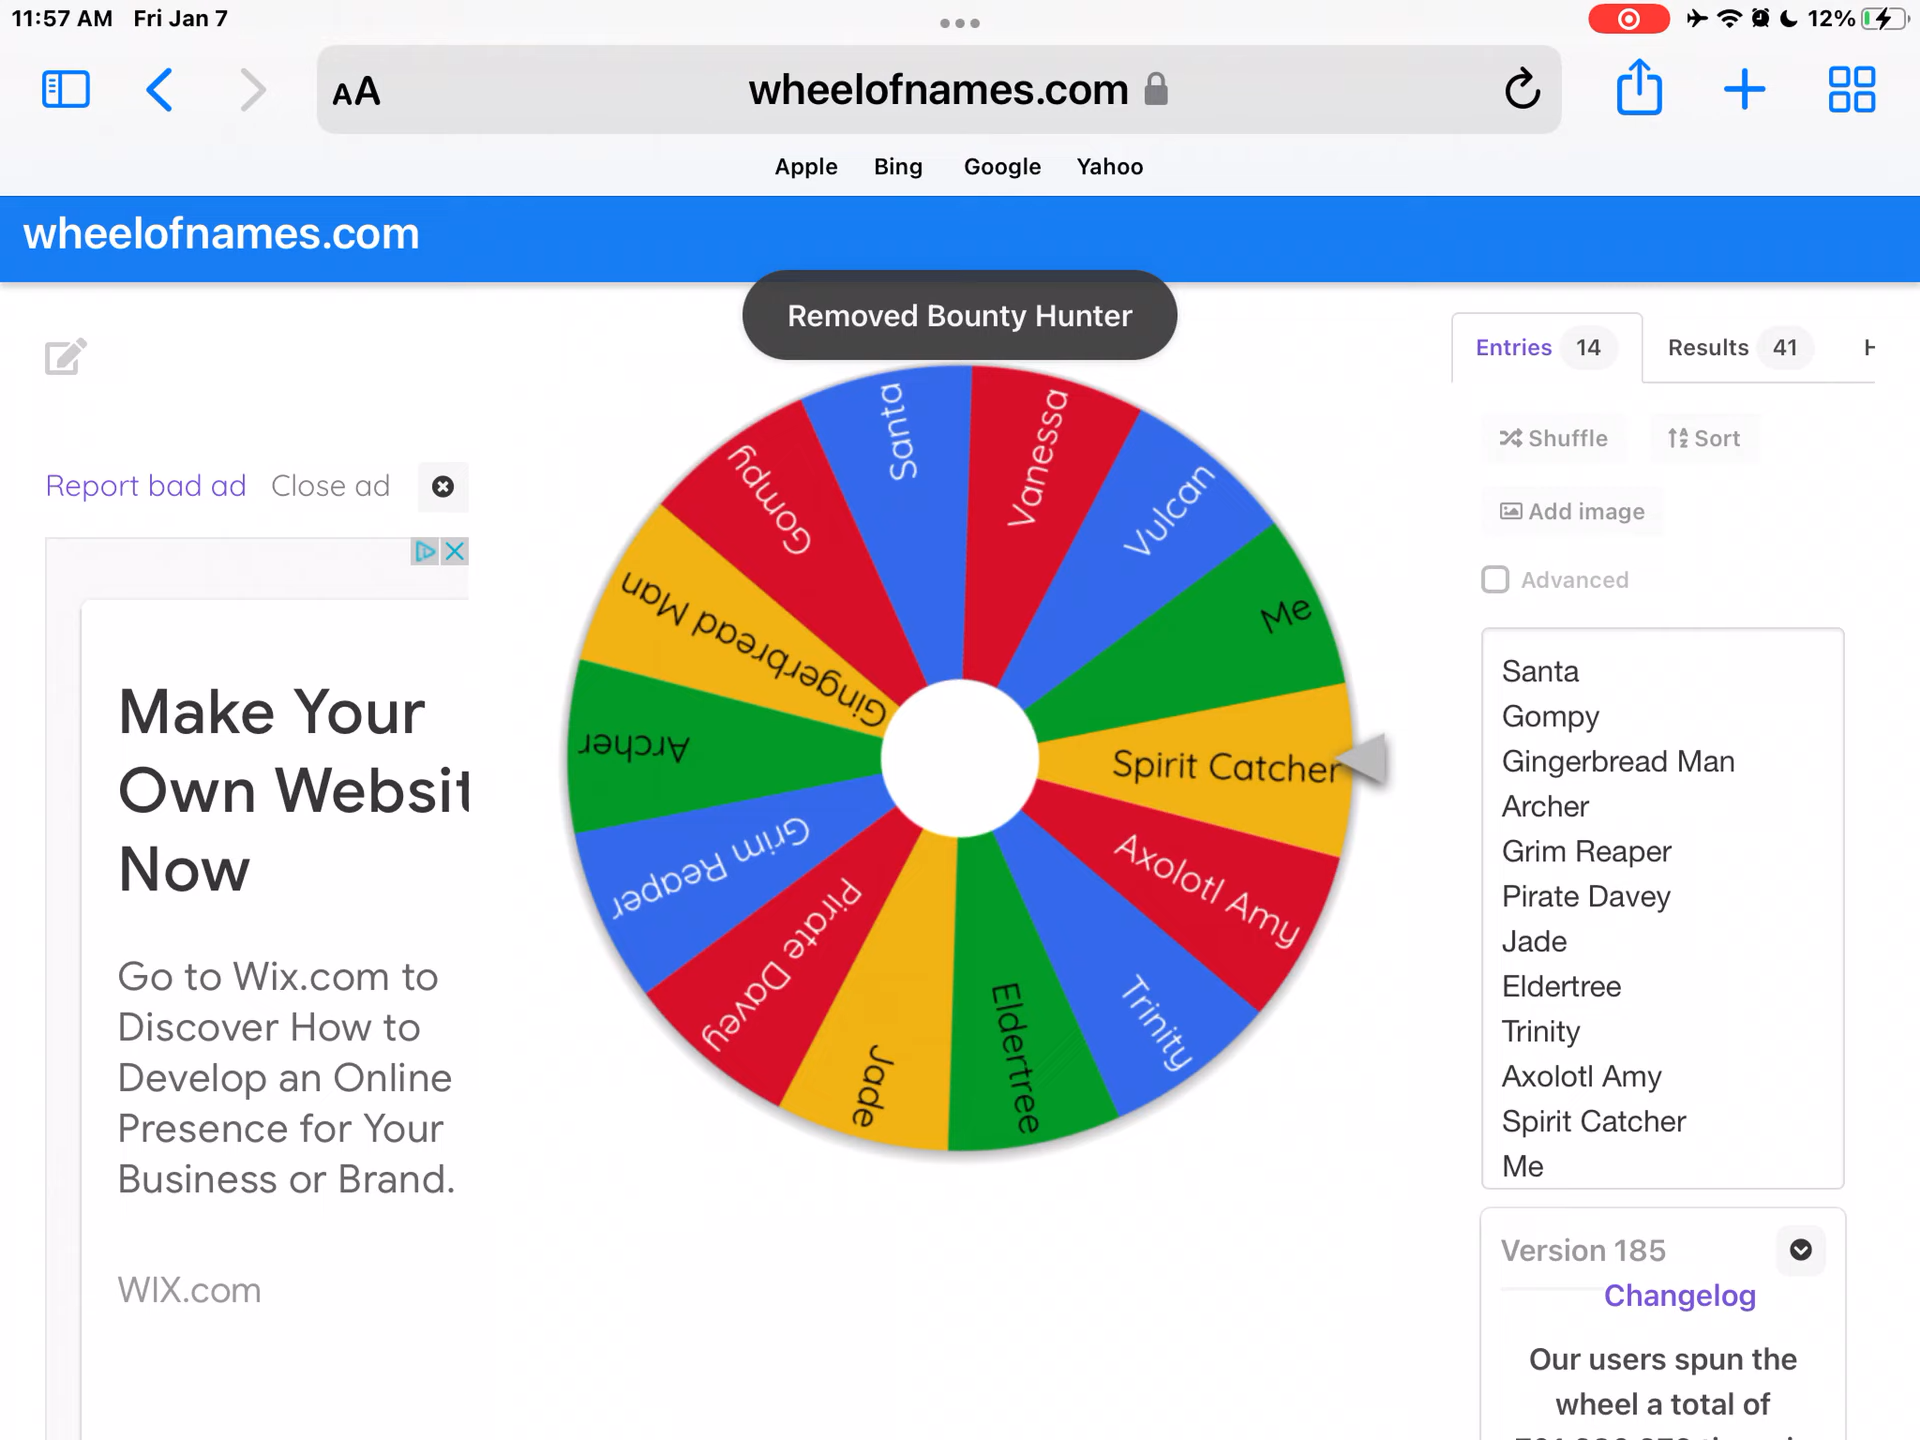 11:57 AM Fri Jan 7
12%
AA
wheelofnames.com
Apple Bing Google Yahoo
wheelofnames.com
Removed Bounty Hunter
Report bad ad Close ad
Make Your
Own Websit
Now
Go to Wix.com to
Discover How to
Develop an Online
Presence for Your
Business or Brand.
WIX.com
Santa
Vanessa
Vulcan
Me
Spirit Catcher
Axolotl Amy
Trinity
Eldertree
Jade
Pirate Davey
Grim Reaper
Archer
Gingerbread Man
Gompy
Entries 14 Results 41 H
Shuffle Sort
Add image
Advanced
Santa
Gompy
Gingerbread Man
Archer
Grim Reaper
Pirate Davey
Jade
Eldertree
Trinity
Axolotl Amy
Spirit Catcher
Me
Version 185
Changelog
Our users spun the
wheel a total of